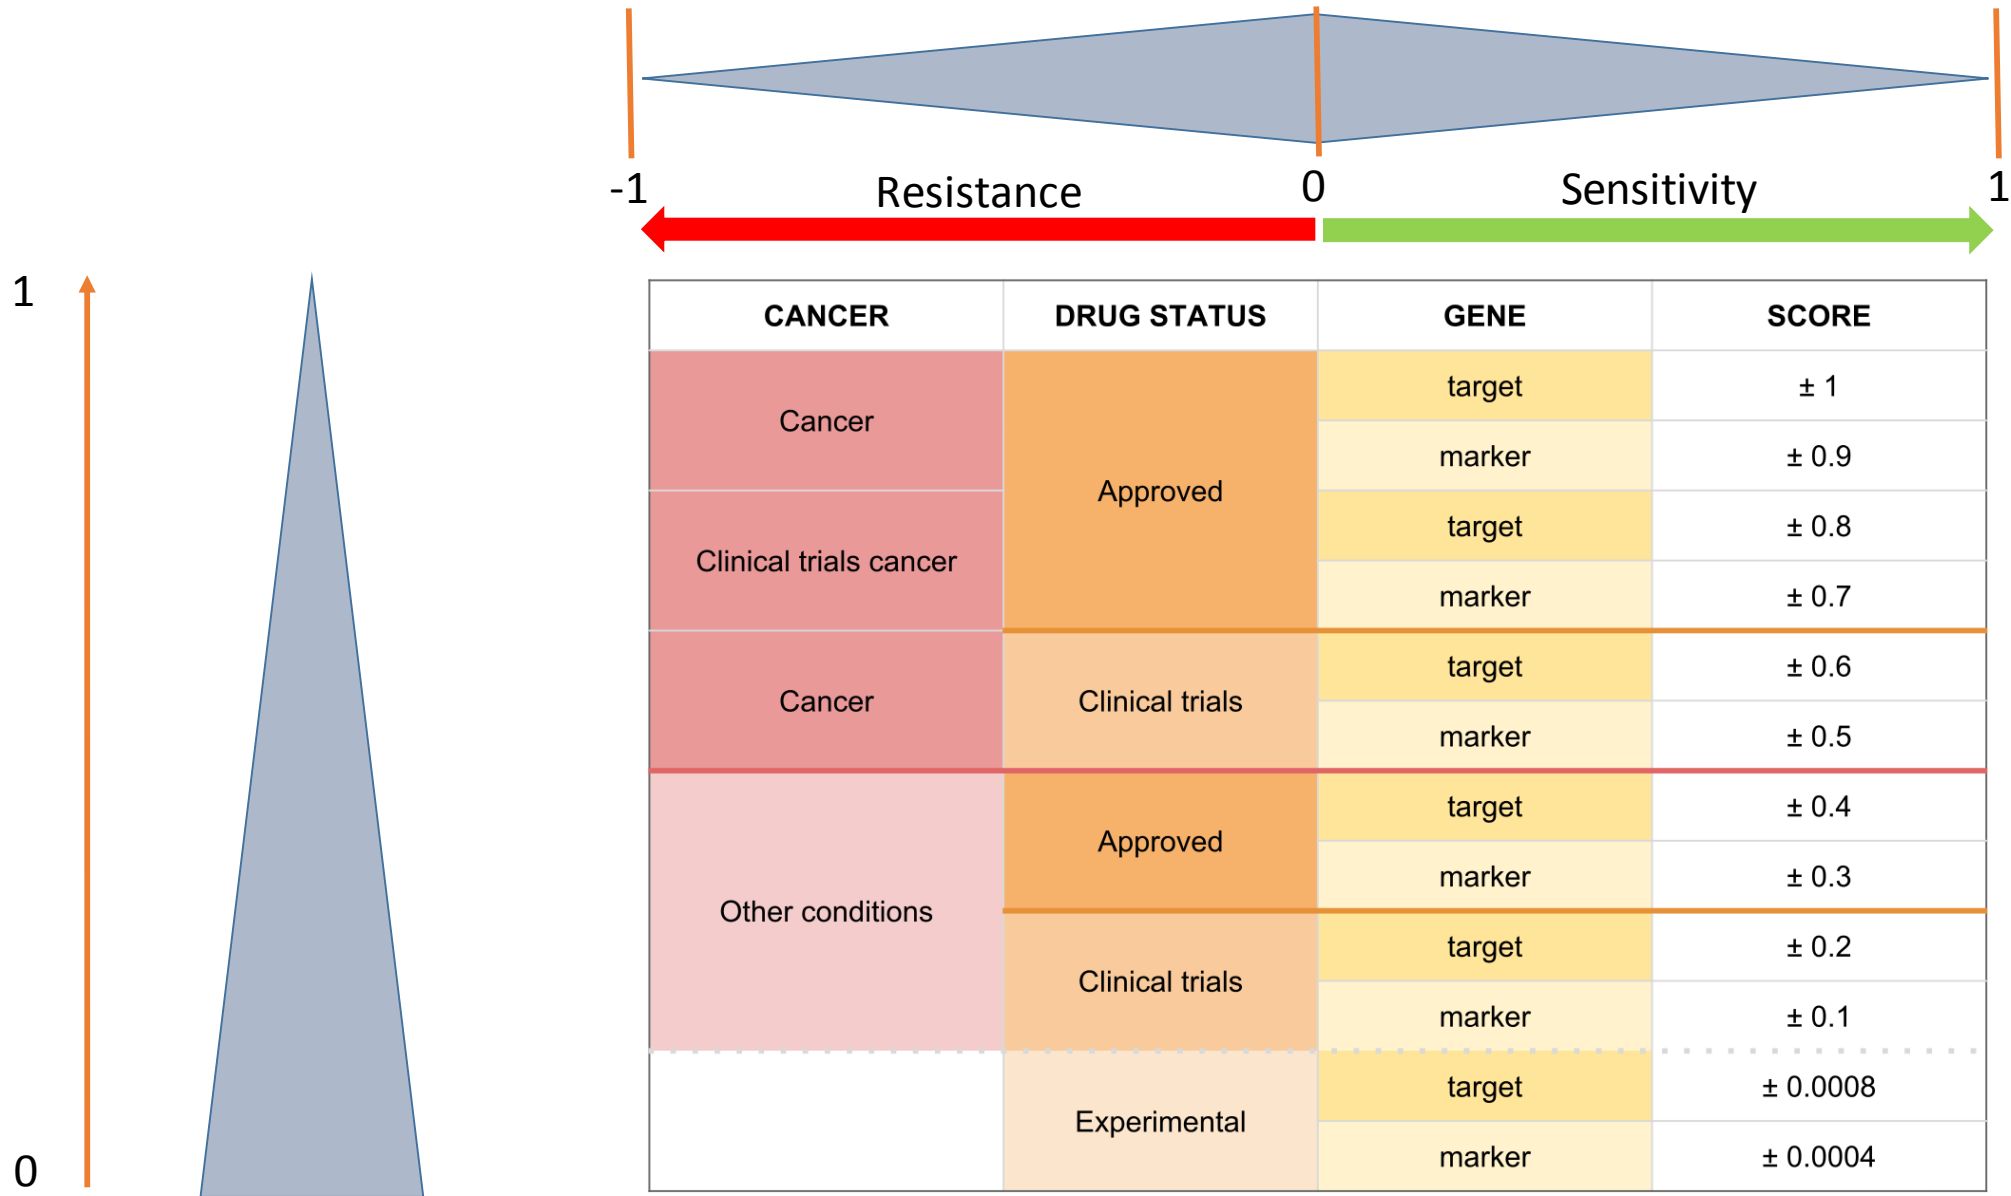 -1
Resistance
0
Sensitivity
1
1
0
CANCER DRUG STATUS GENE SCORE
Cancer Approved target ± 1
marker ± 0.9
Clinical trials cancer target ± 0.8
marker ± 0.7
Cancer Clinical trials target ± 0.6
marker ± 0.5
Other conditions Approved target ± 0.4
marker ± 0.3
Clinical trials target ± 0.2
marker ± 0.1
Experimental target ± 0.0008
marker ± 0.0004